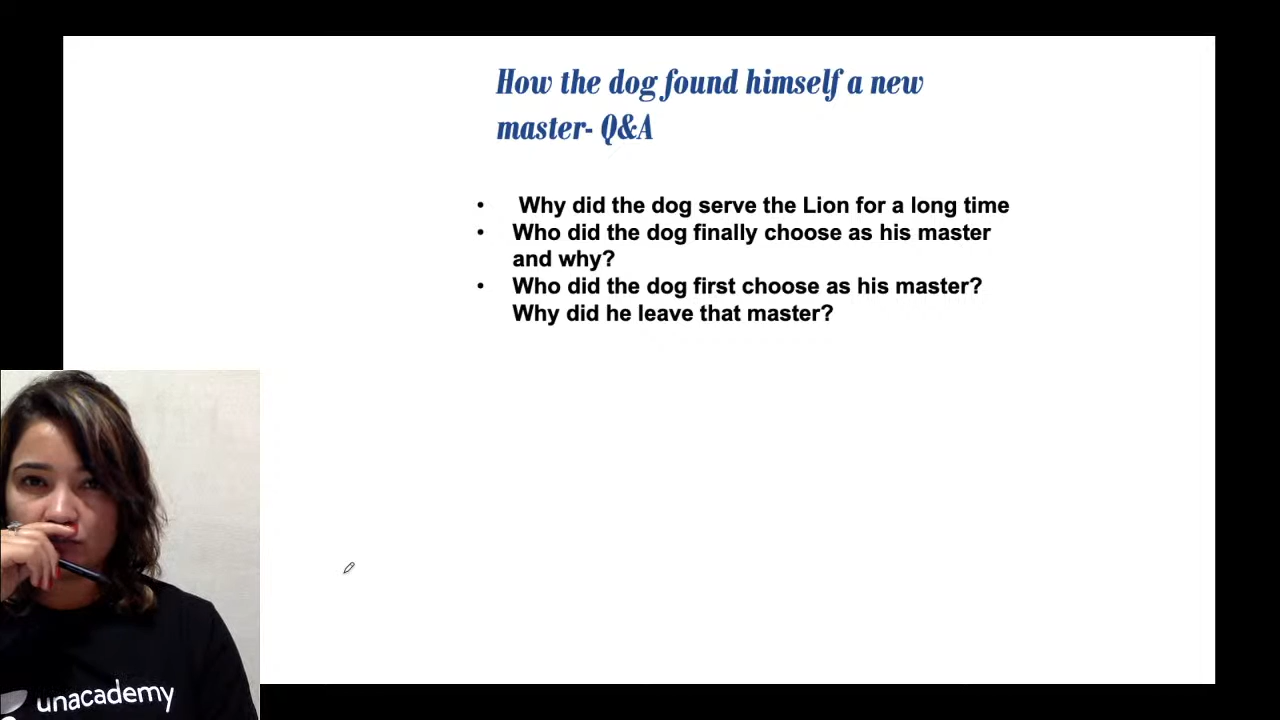 How the dog found himself a new
master- Q&A
• Why did the dog serve the Lion for a long time
• Who did the dog finally choose as his master
and why?
• Who did the dog first choose as his master?
Why did he leave that master?
unacademy